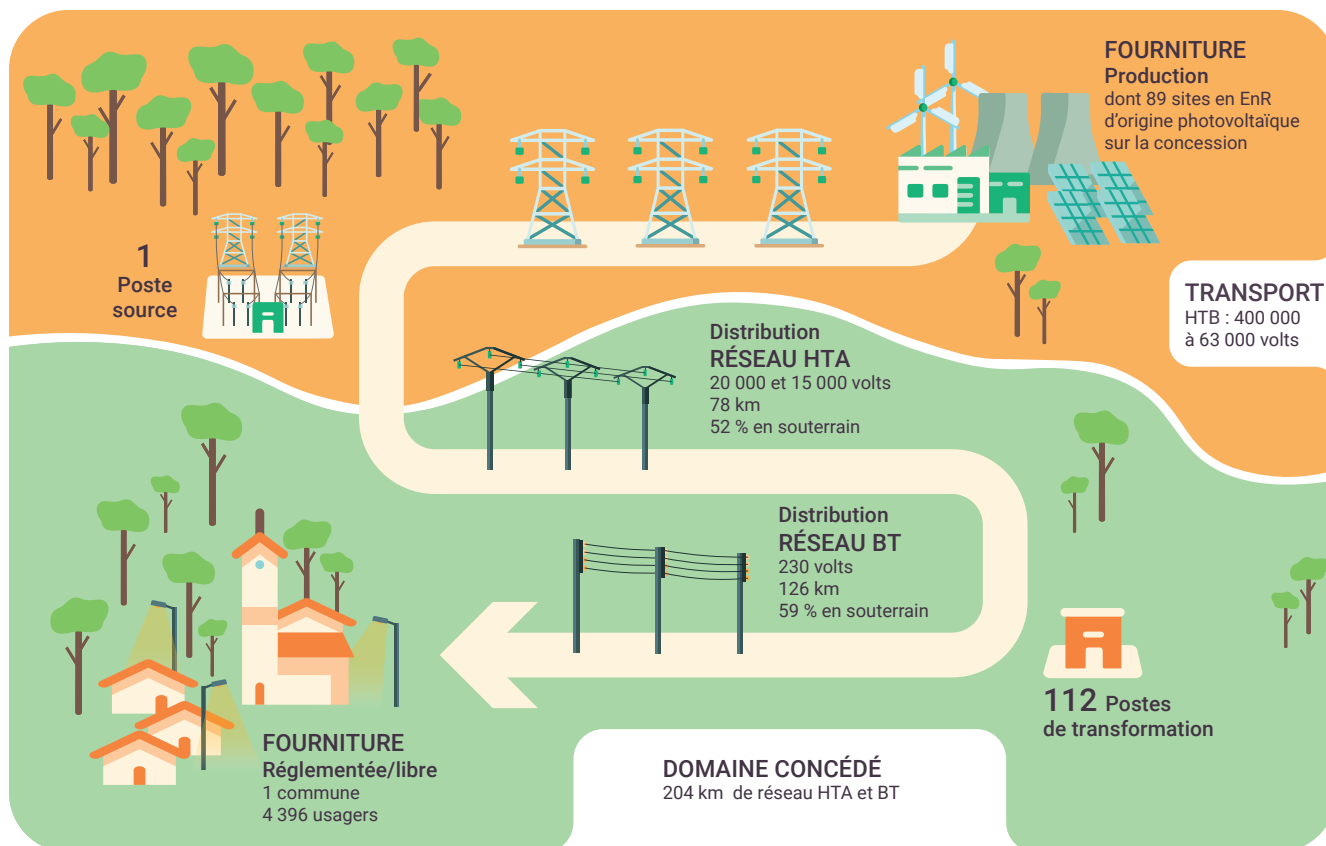 FOURNITURE
Production
dont 89 sites en EnR
d'origine photovoltaïque
sur la concession
1
Poste
source
TRANSPORT
HTB : 400 000
à 63 000 volts
Distribution
RÉSEAU HTA
20 000 et 15 000 volts
78 km
52 % en souterrain
Distribution
RÉSEAU BT
230 volts
126 km
59 % en souterrain
112 Postes
de transformation
FOURNITURE
Réglementée/libre
1 commune
4 396 usagers
DOMAINE CONCÉDÉ
204 km de réseau HTA et BT